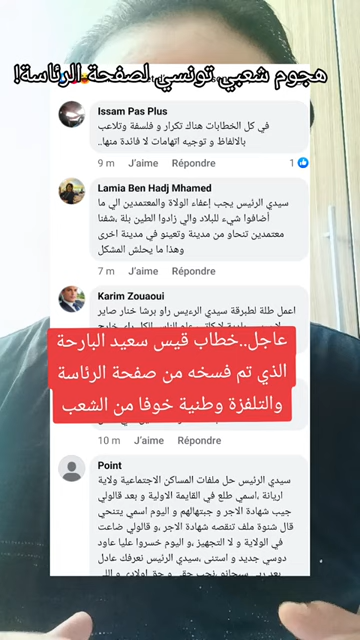 هجوم شعبي تونسي لصفحة الرئاسة!
Issam Pas Plus
في كل الخطابات هناك تكرار و فلسفة وتلاعب
بالالفاظ و توجيه اتهامات لا فائدة منها..
9 m J'aime Répondre 1
Lamia Ben Hadj Mhamed
سيدي الرئيس يجب إعفاء الولاة والمعتمدين الي ما
أضافوا شيء للبلاد والي زادوا الطين بلة ،شفنا
معتمدين تنحاو من مدينة وتعينو في مدينة اخرى
وهذا ما يحلش المشكل
7 m J'aime Répondre
Karim Zouaoui
اعمل طلة لطبرقة سيدي الرءيس راو برشا خنار صاير
عاجل..خطاب قيس سعيد البارحة
الذي تم فسخه من صفحة الرئاسة
والتلفزة وطنية خوفا من الشعب
10 m J'aime Répondre
Point
سيدي الرئيس حل ملفات المساكن الاجتماعية ولاية
اريانة ،اسمي طلع في القايمة الاولية و بعد قالولي
جيب شهادة الاجر و جبتهالهم و اليوم اسمي يتنحي
قال شنوة ملف تنقصه شهادة الاجر ،و قالولي ضاعت
في الولاية و لا التجهيز ،و اليوم خسروا عليا عاود
دوسي جديد و استنى ،سيدي الرئيس نعرفك عادل